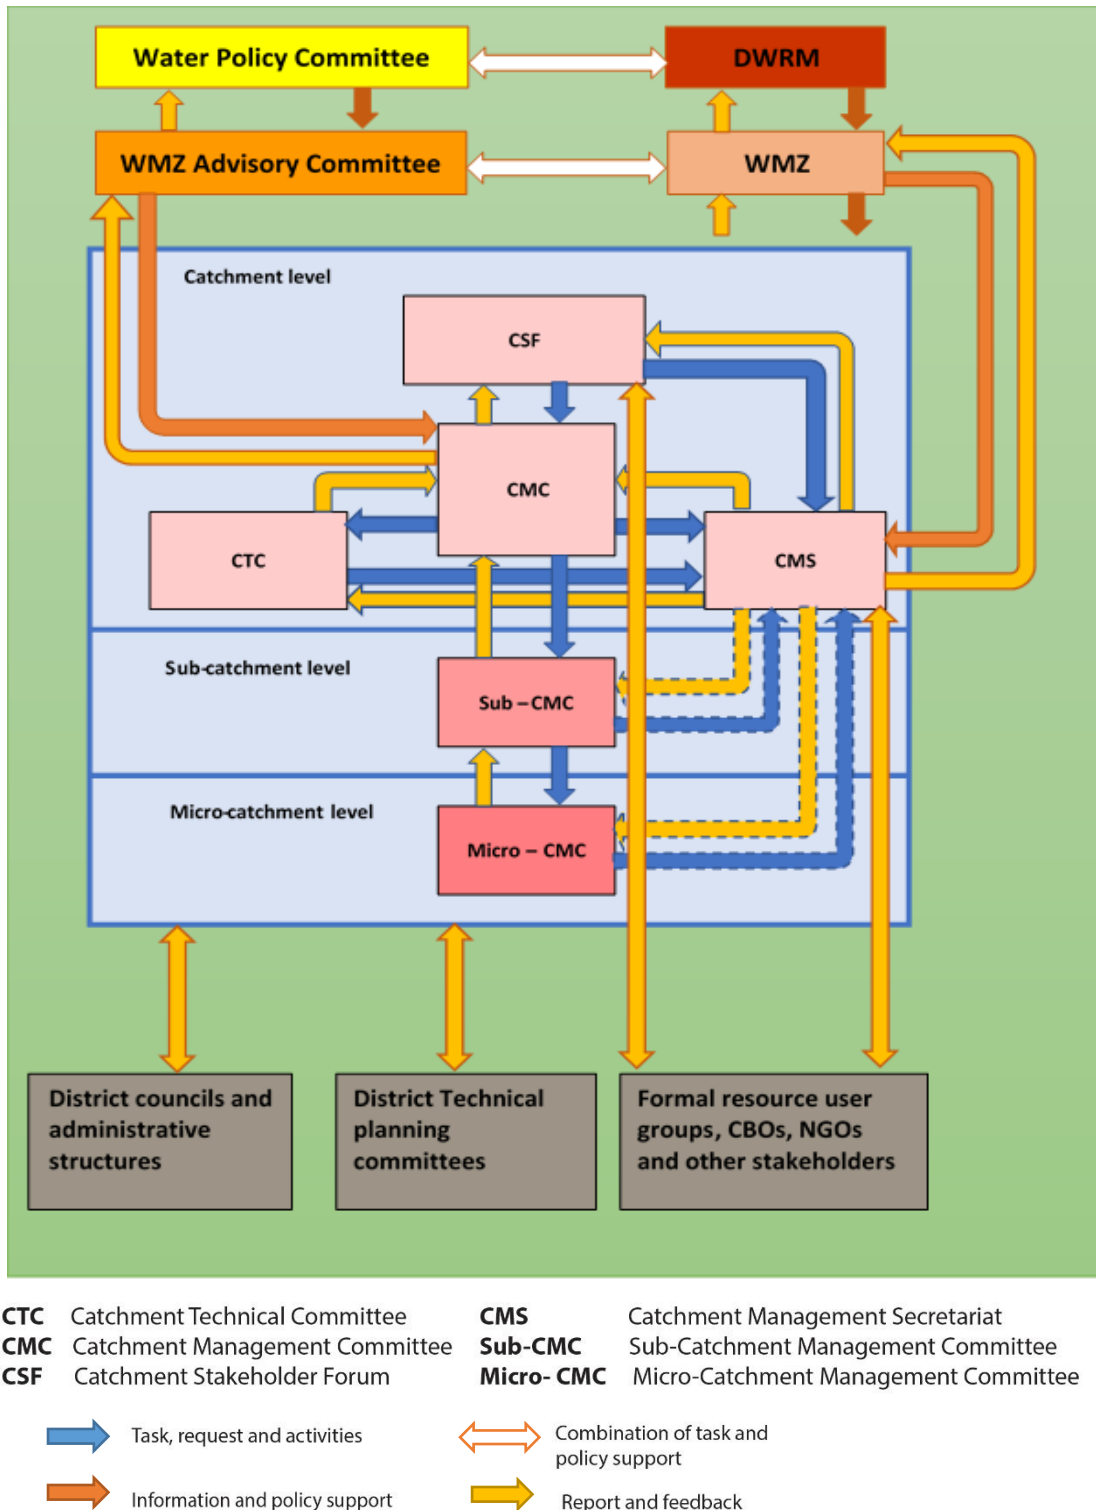 Water Policy Committee
DWRM
WMZ Advisory Committee
WMZ
Catchment level
CSF
CMC
CTC
CMS
Sub-catchment level
Sub – CMC
Micro-catchment level
Micro – CMC
District councils and
administrative
structures
District Technical
planning
committees
Formal resource user
groups, CBOs, NGOs
and other stakeholders
CTC Catchment Technical Committee
CMS Catchment Management Secretariat
CMC Catchment Management Committee
Sub-CMC Sub-Catchment Management Committee
CSF Catchment Stakeholder Forum
Micro- CMC Micro-Catchment Management Committee
Task, request and activities
Combination of task and
policy support
Information and policy support
Report and feedback